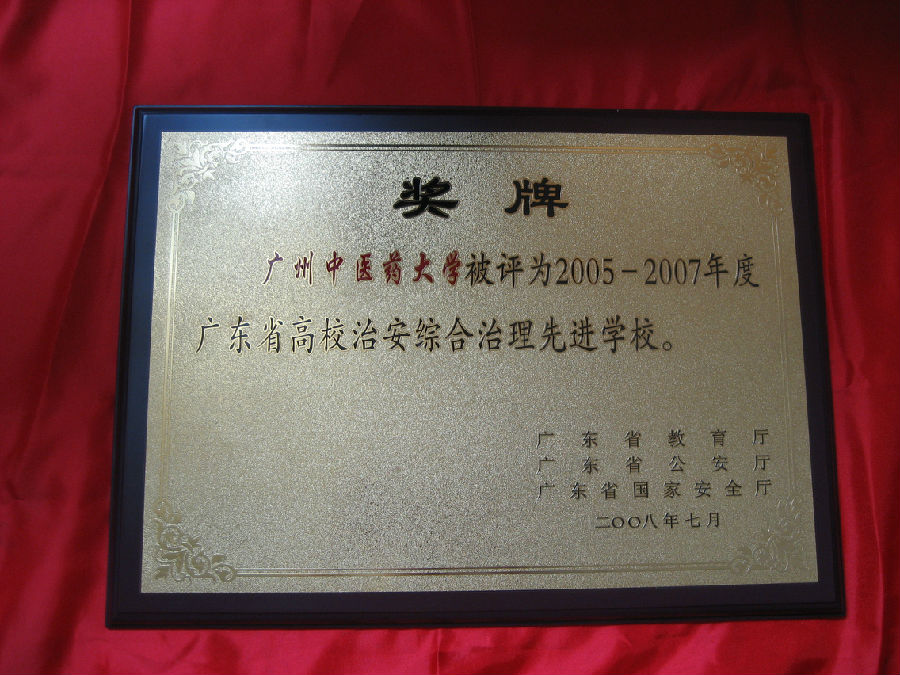 奖 牌
广州中医药大学被评为2005－2007年度
广东省高校治安综合治理先进学校。
广东省教育厅
广东省公安厅
广东省国家安全厅
二〇〇八年七月